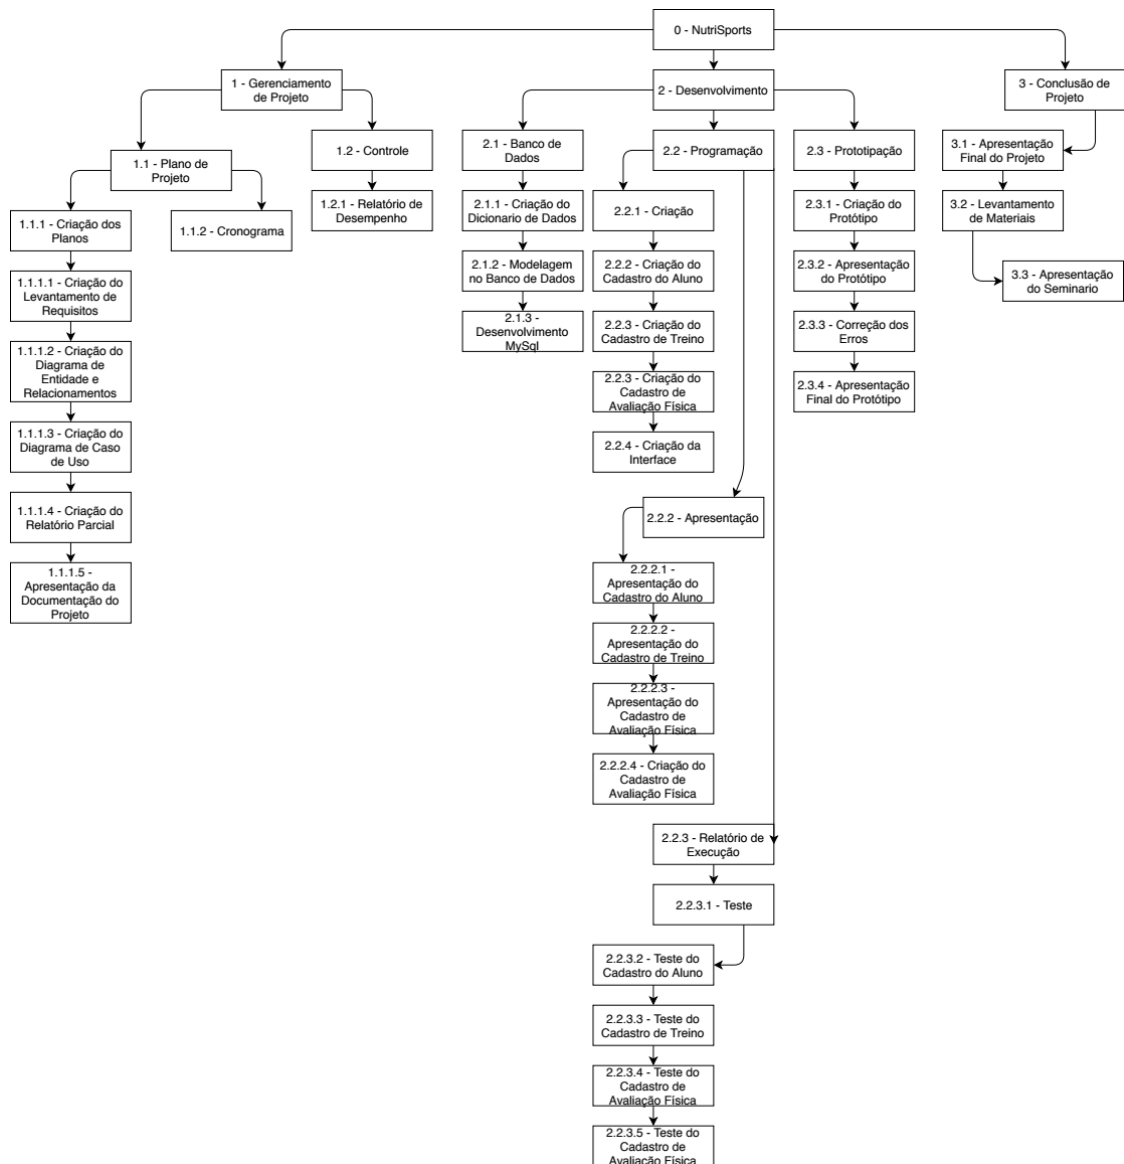 0 - NutriSports
1 - Gerenciamento
de Projeto
2 - Desenvolvimento
3 - Conclusão de
Projeto
1.1 - Plano de
Projeto
1.2 - Controle
2.1 - Banco de
Dados
2.2 - Programação
2.3 - Prototipação
3.1 - Apresentação
Final do Projeto
1.1.1 - Criação dos
Planos
1.1.2 - Cronograma
1.2.1 - Relatório de
Desempenho
2.1.1 - Criação do
Dicionario de Dados
2.2.1 - Criação
2.3.1 - Criação do
Protótipo
3.2 - Levantamento
de Materiais
1.1.1.1 - Criação do
Levantamento de
Requisitos
2.1.2 - Modelagem
no Banco de Dados
2.2.2 - Criação do
Cadastro do Aluno
2.3.2 - Apresentação
do Protótipo
3.3 - Apresentação
do Seminario
1.1.1.2 - Criação do
Diagrama de
Entidade e
Relacionamentos
2.1.3 -
Desenvolvimento
MySql
2.2.3 - Criação do
Cadastro de Treino
2.3.3 - Correção dos
Erros
2.2.3 - Criação do
Cadastro de
Avaliação Física
2.3.4 - Apresentação
Final do Protótipo
1.1.1.3 - Criação do
Diagrama de Caso
de Uso
2.2.4 - Criação da
Interface
1.1.1.4 - Criação do
Relatório Parcial
2.2.2 - Apresentação
1.1.1.5 -
Apresentação da
Documentação do
Projeto
2.2.2.1 -
Apresentação do
Cadastro do Aluno
2.2.2.2 -
Apresentação do
Cadastro de Treino
2.2.2.3 -
Apresentação do
Cadastro de
Avaliação Física
2.2.2.4 - Criação do
Cadastro de
Avaliação Física
2.2.3 - Relatório de
Execução
2.2.3.1 - Teste
2.2.3.2 - Teste do
Cadastro do Aluno
2.2.3.3 - Teste do
Cadastro de Treino
2.2.3.4 - Teste do
Cadastro de
Avaliação Física
2.2.3.5 - Teste do
Cadastro de
Avaliação Física